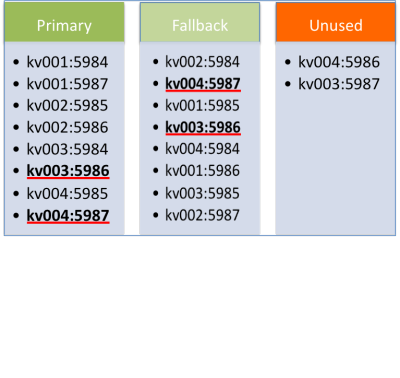 Primary
• kv001:5984
• kv001:5987
• kv002:5985
• kv002:5986
• kv003:5984
• kv003:5986
• kv004:5985
• kv004:5987
Fallback
• kv002:5984
• kv004:5987
• kv001:5985
• kv003:5986
• kv004:5984
• kv001:5986
• kv003:5985
• kv002:5987
Unused
• kv004:5986
• kv003:5987